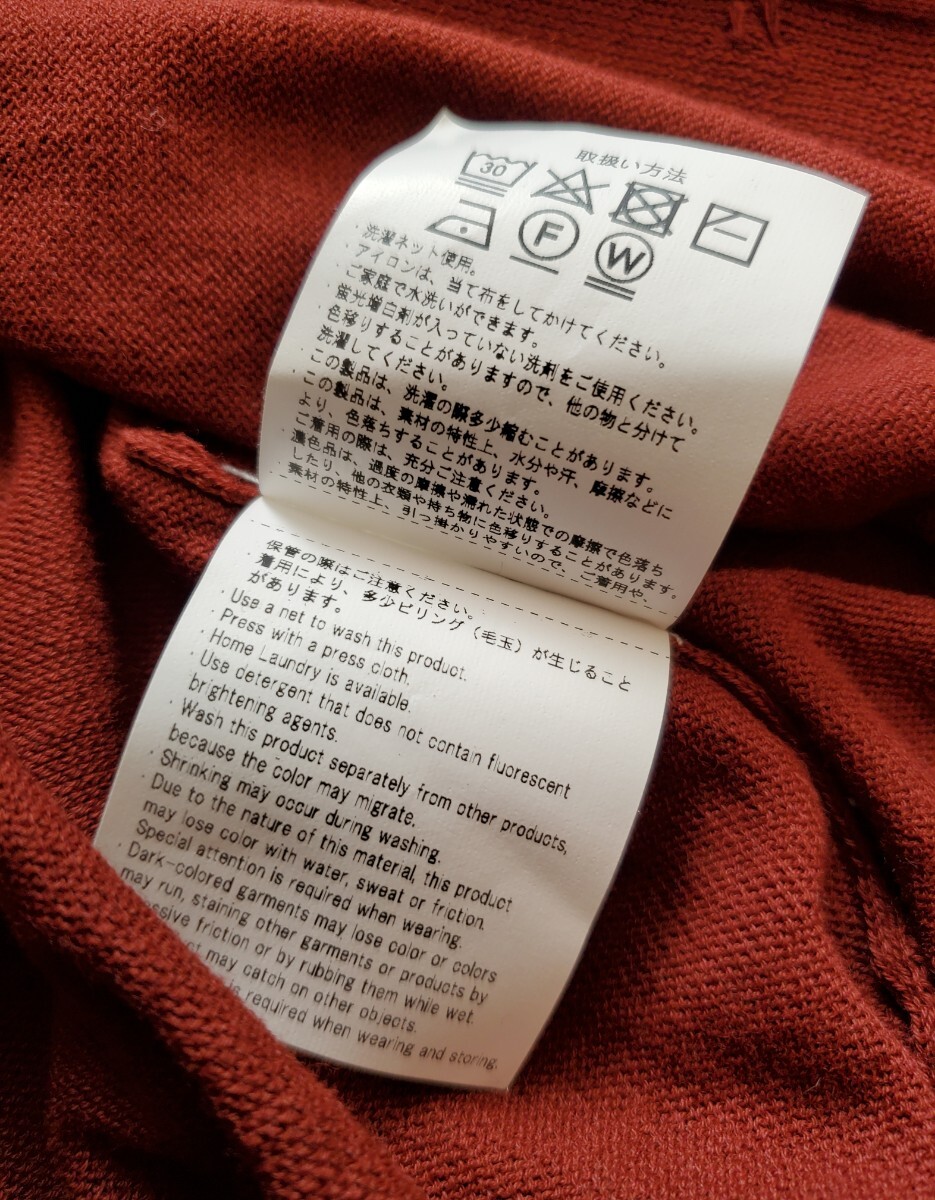 取扱い方法
30
F
W
・洗濯ネット使用。
・アイロンは、当て布をしてかけてください。
・ご家庭で水洗いができます。
・蛍光増白剤が入っていない洗剤をご使用ください。
・色移りすることがありますので、他の物と分けて
洗濯してください。
・この製品は、洗濯の際多少縮むことがあります。
・この製品は、素材の特性上、水分や汗、摩擦などに
より、色落ちすることがあります。
ご着用の際は、充分ご注意ください。
・濃色品は、過度の摩擦や濡れた状態での摩擦で色落ち
したり、他の衣類や持ち物に色移りすることがあります。
・素材の特性上、引っ掛かりやすいので、ご着用や、
保管の際はご注意ください。
・着用により、多少ピリング(毛玉)が生じること
があります。
・Use a net to wash this product.
・Press with a press cloth.
・Home Laundry is available.
・Use detergent that does not contain fluorescent
brightening agents.
・Wash this product separately from other products,
because the color may migrate.
・Shrinking may occur during washing.
・Due to the nature of this material, this product
may lose color with water, sweat or friction.
Special attention is required when wearing.
・Dark-colored garments may lose color or colors
may run, staining other garments or products by
friction or by rubbing them while wet.
may catch on other objects.
is required when wearing and storing.